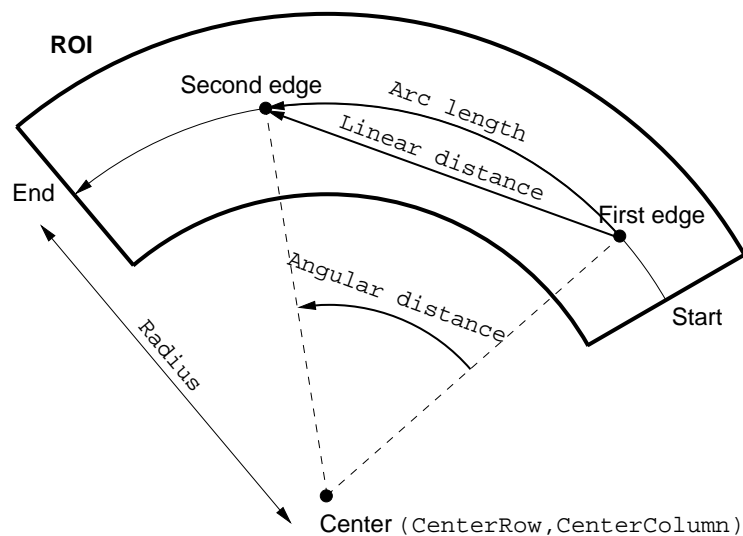 ROI
Second edge
Arc length
Linear distance
End
First edge
Angular distance
Start
Radius
Center (CenterRow,CenterColumn)